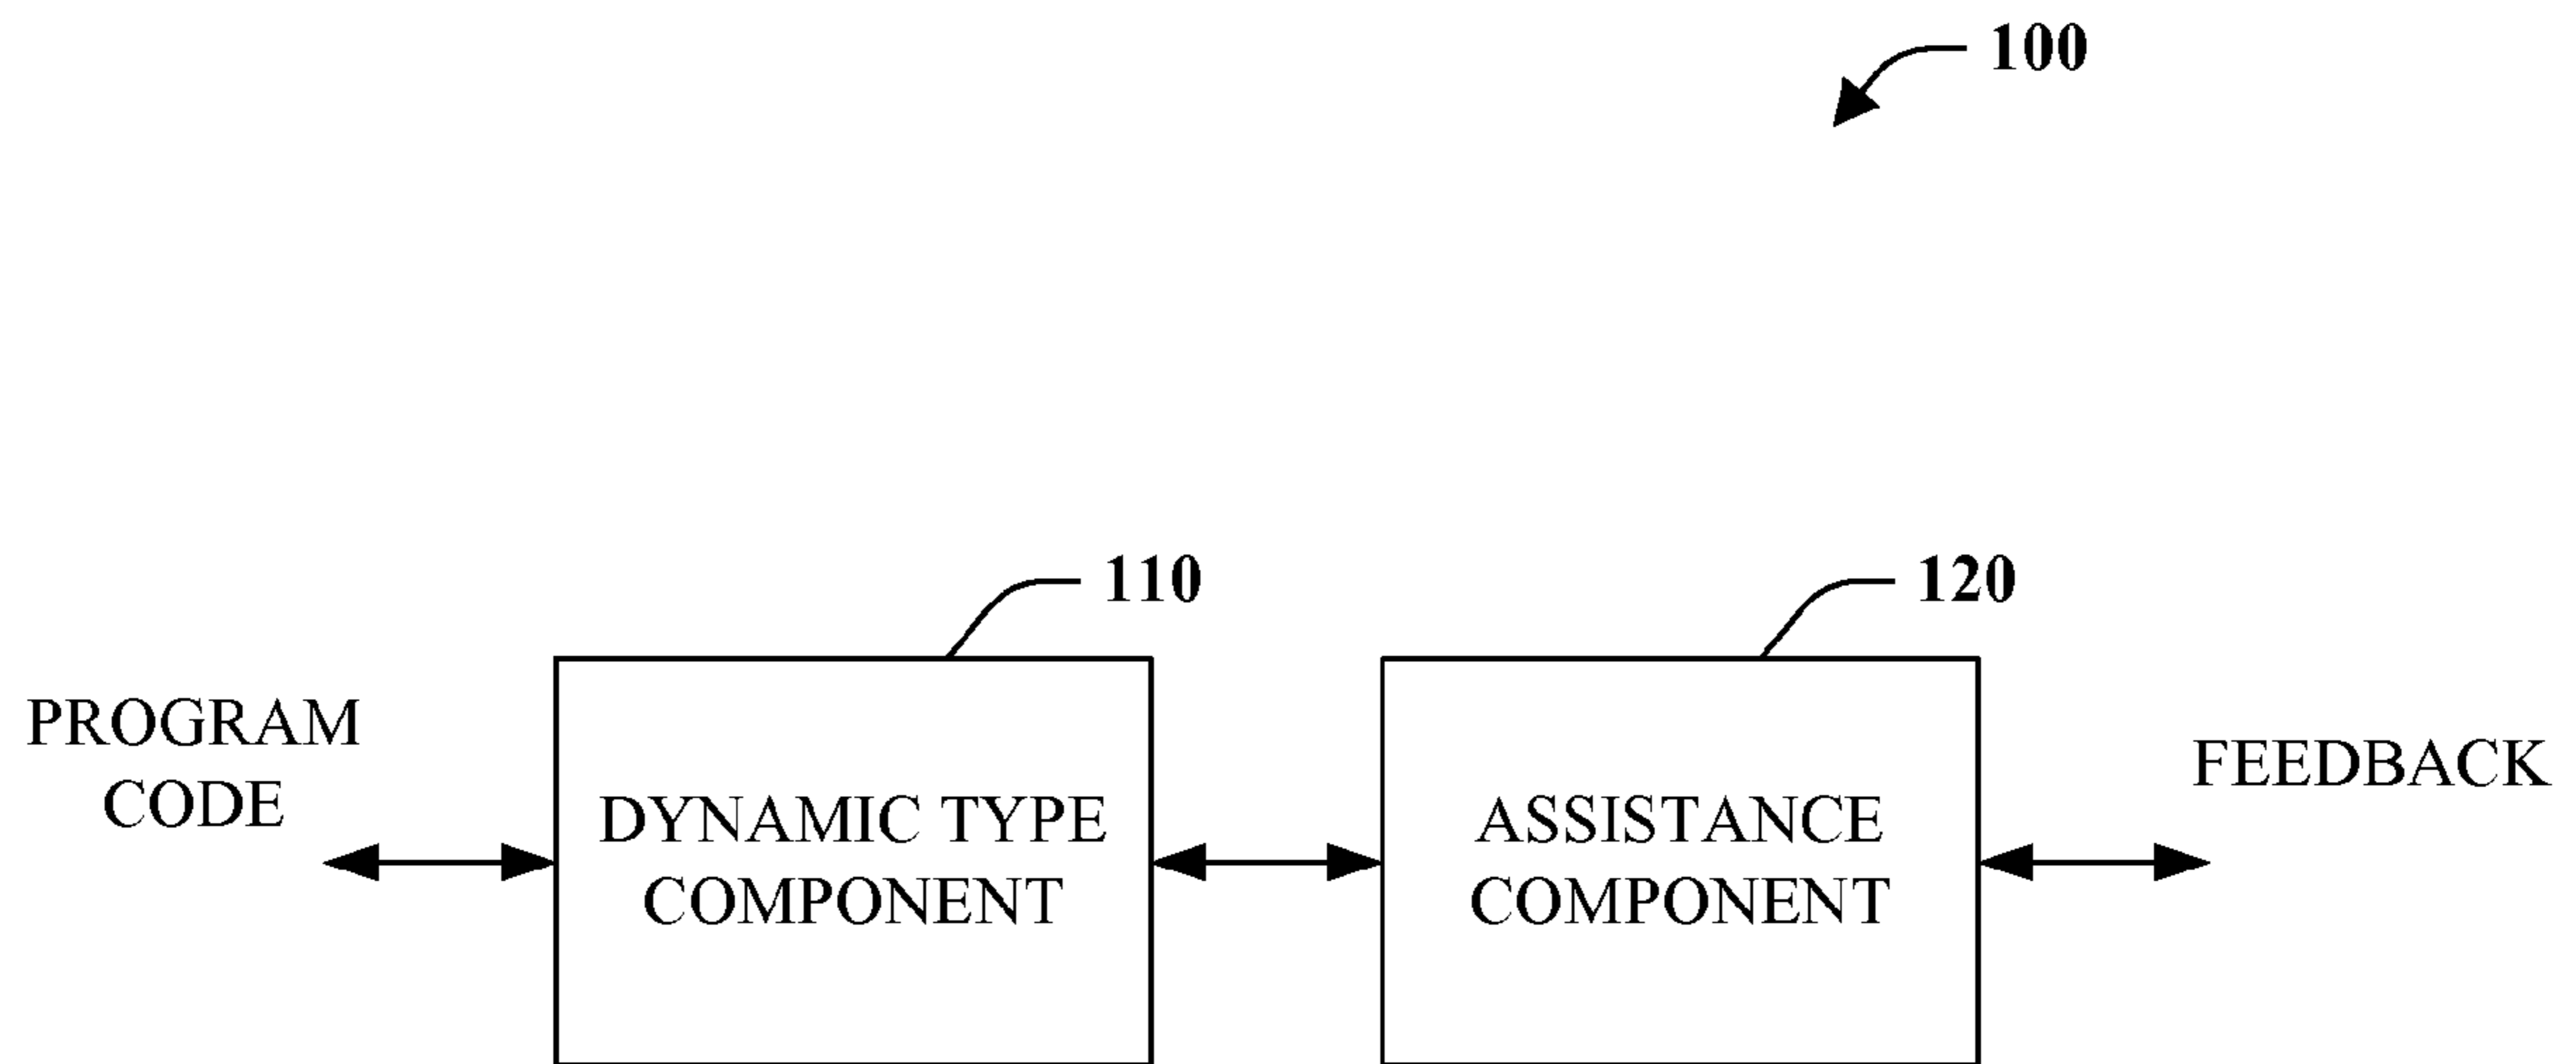 100
110
120
PROGRAM
CODE
DYNAMIC TYPE
COMPONENT
ASSISTANCE
COMPONENT
FEEDBACK